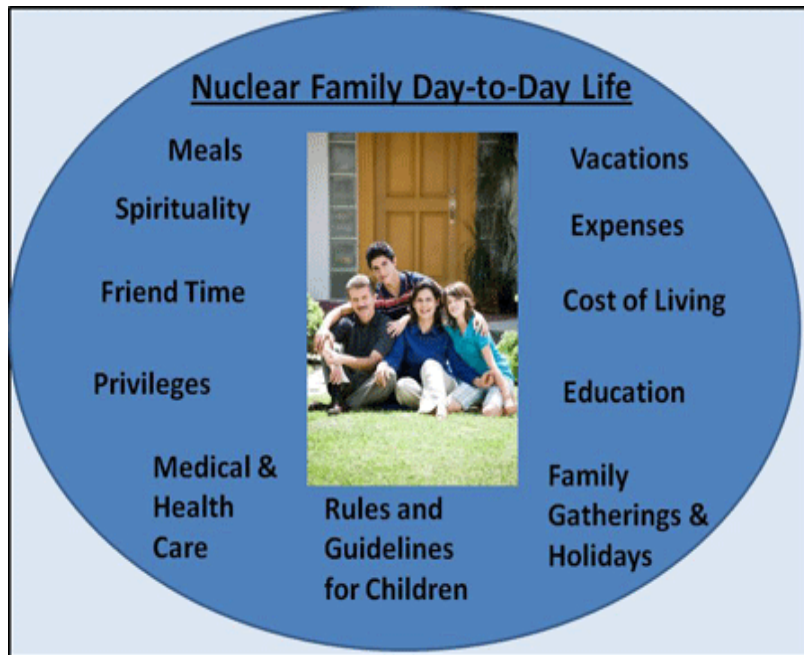 Nuclear Family Day-to-Day Life
Meals
Spirituality
Friend Time
Privileges
Medical &
Health
Care
Rules and
Guidelines
for Children
Vacations
Expenses
Cost of Living
Education
Family
Gatherings &
Holidays